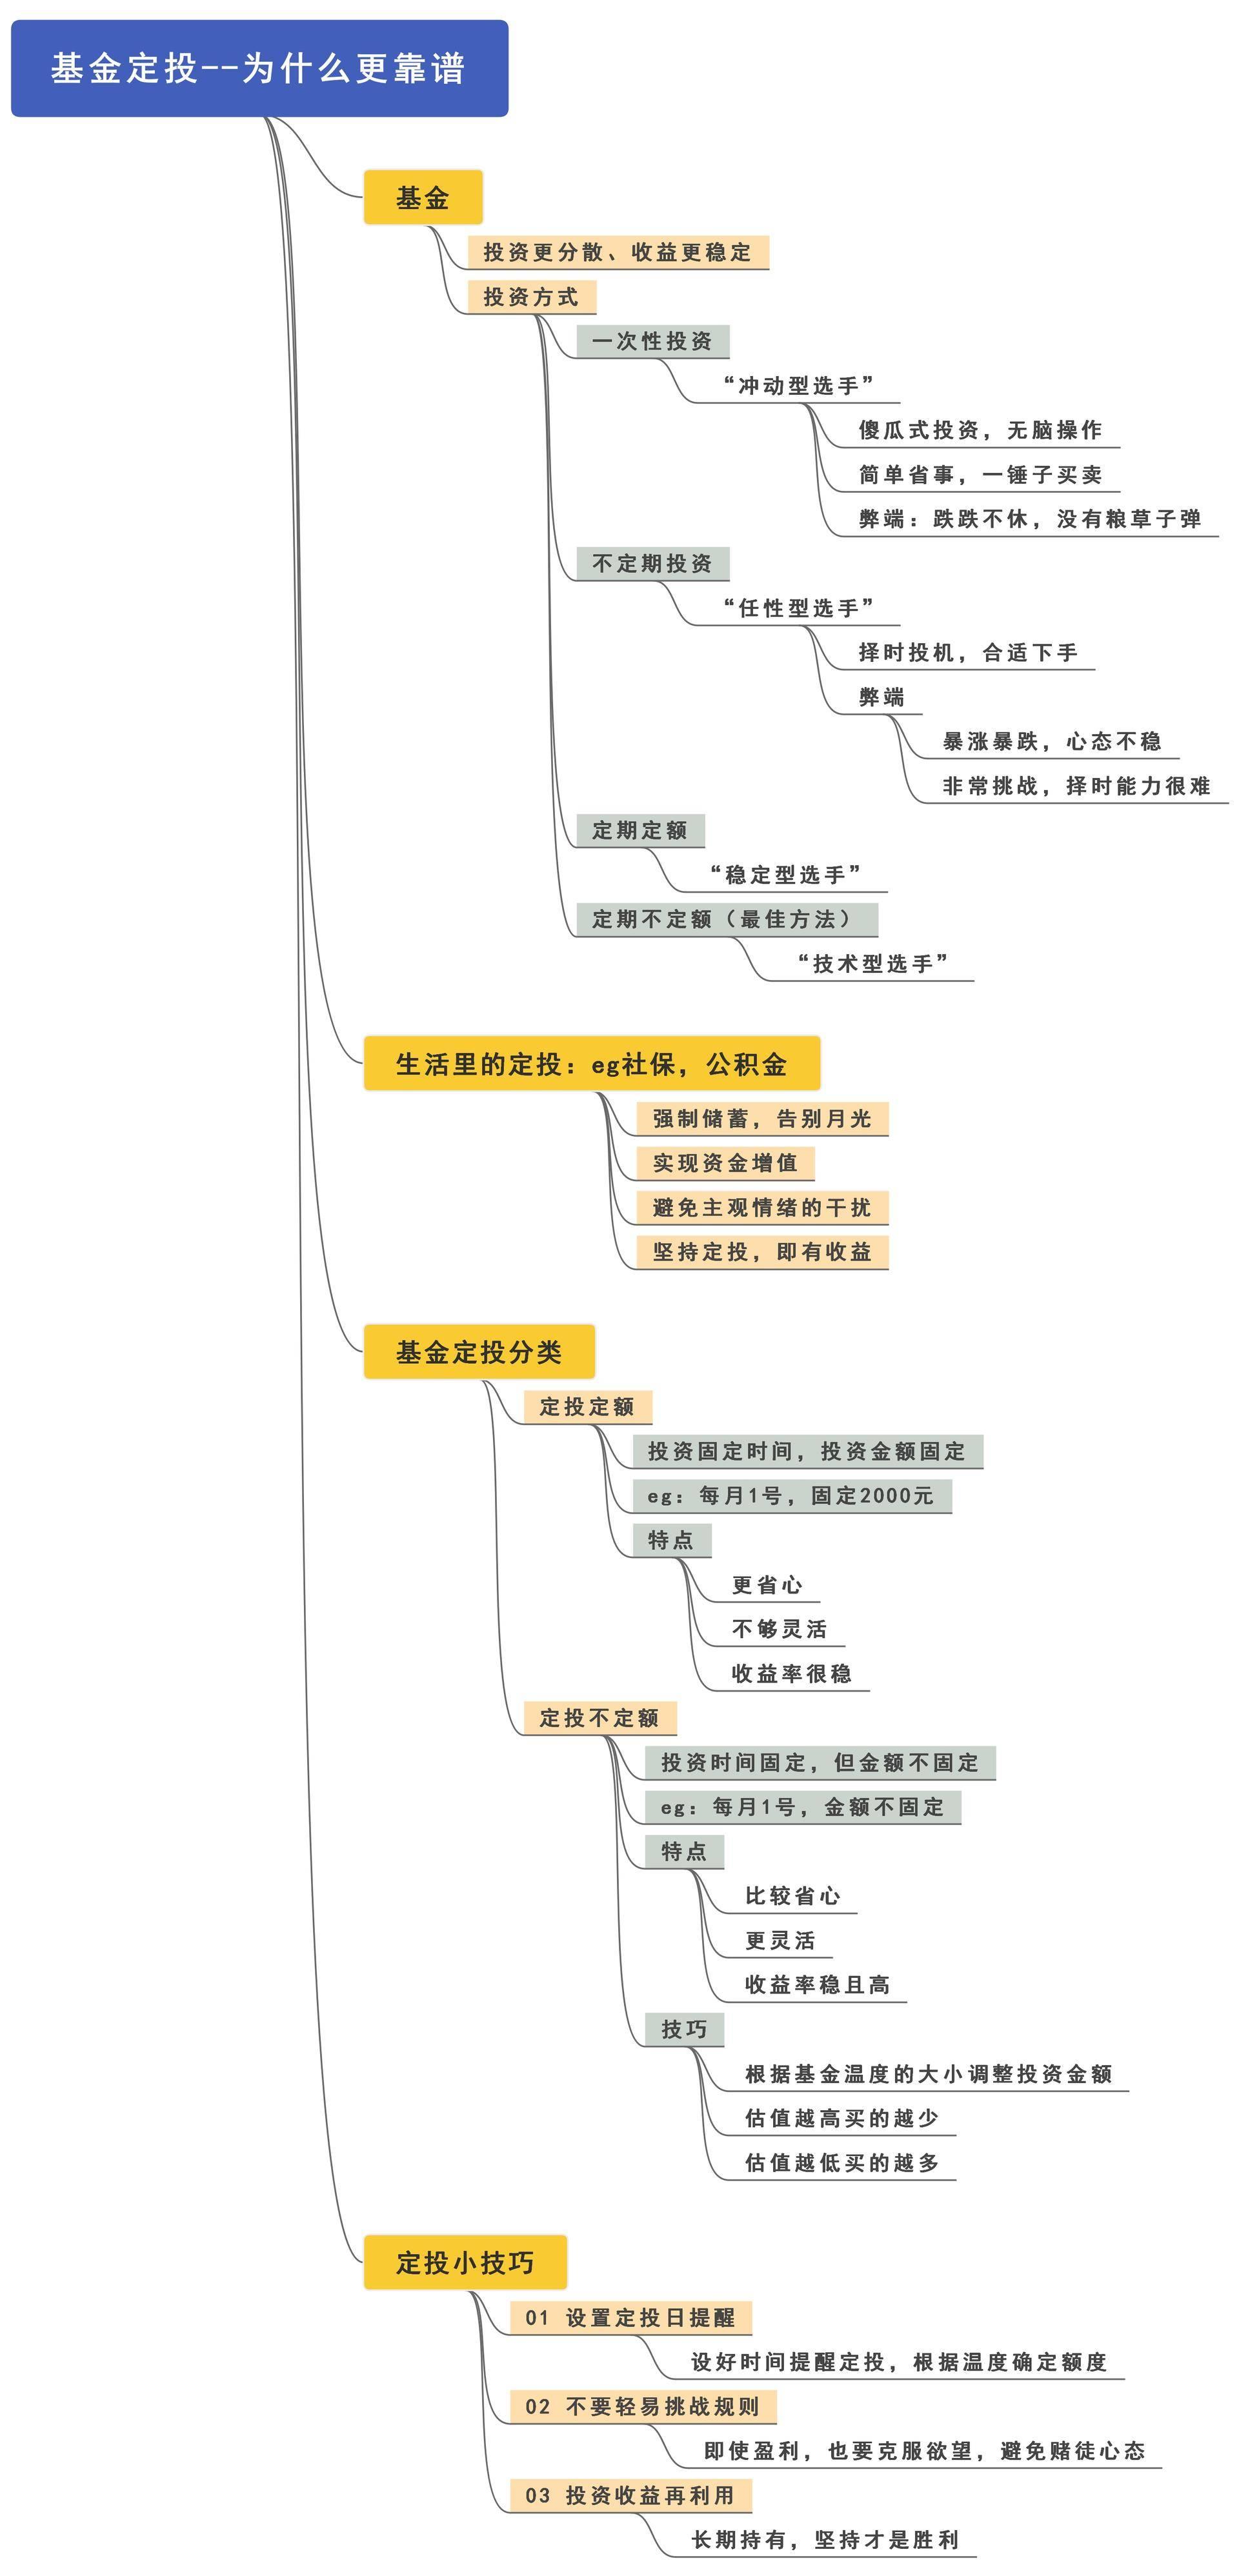 基金定投--为什么更靠谱
基金
投资更分散、收益更稳定
投资方式
一次性投资
“冲动型选手”
傻瓜式投资，无脑操作
简单省事，一锤子买卖
弊端：跌跌不休，没有粮草子弹
不定期投资
“任性型选手”
择时投机，合适下手
弊端
暴涨暴跌，心态不稳
非常挑战，择时能力很难
定期定额
“稳定型选手”
定期不定额（最佳方法）
“技术型选手”
生活里的定投：eg社保，公积金
强制储蓄，告别月光
实现资金增值
避免主观情绪的干扰
坚持定投，即有收益
基金定投分类
定投定额
投资固定时间，投资金额固定
eg：每月1号，固定2000元
特点
更省心
不够灵活
收益率很稳
定投不定额
投资时间固定，但金额不固定
eg：每月1号，金额不固定
特点
比较省心
更灵活
收益率稳且高
技巧
根据基金温度的大小调整投资金额
估值越高买的越少
估值越低买的越多
定投小技巧
01 设置定投日提醒
设好时间提醒定投，根据温度确定额度
02 不要轻易挑战规则
即使盈利，也要克服欲望，避免赌徒心态
03 投资收益再利用
长期持有，坚持才是胜利